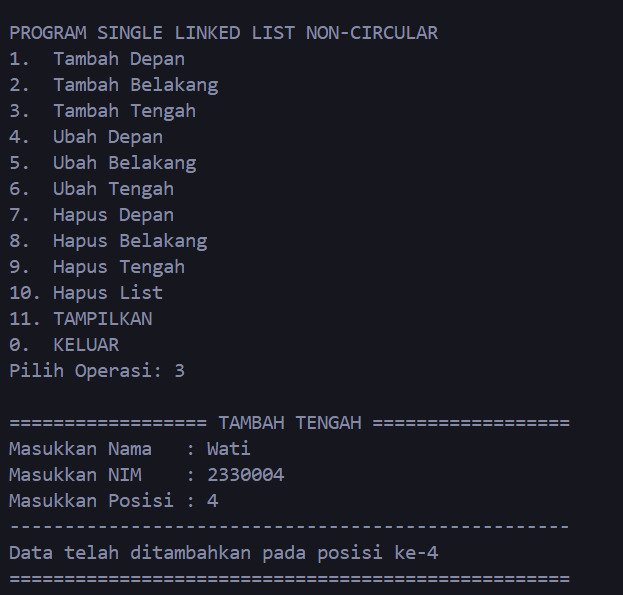 PROGRAM SINGLE LINKED LIST NON-CIRCULAR
1.  Tambah Depan
2.  Tambah Belakang
3.  Tambah Tengah
4.  Ubah Depan
5.  Ubah Belakang
6.  Ubah Tengah
7.  Hapus Depan
8.  Hapus Belakang
9.  Hapus Tengah
10. Hapus List
11. TAMPILKAN
0.  KELUAR
Pilih Operasi: 3
================== TAMBAH TENGAH ==================
Masukkan Nama   : Wati
Masukkan NIM    : 2330004
Masukkan Posisi : 4
---------------------------------------------------
Data telah ditambahkan pada posisi ke-4
===================================================